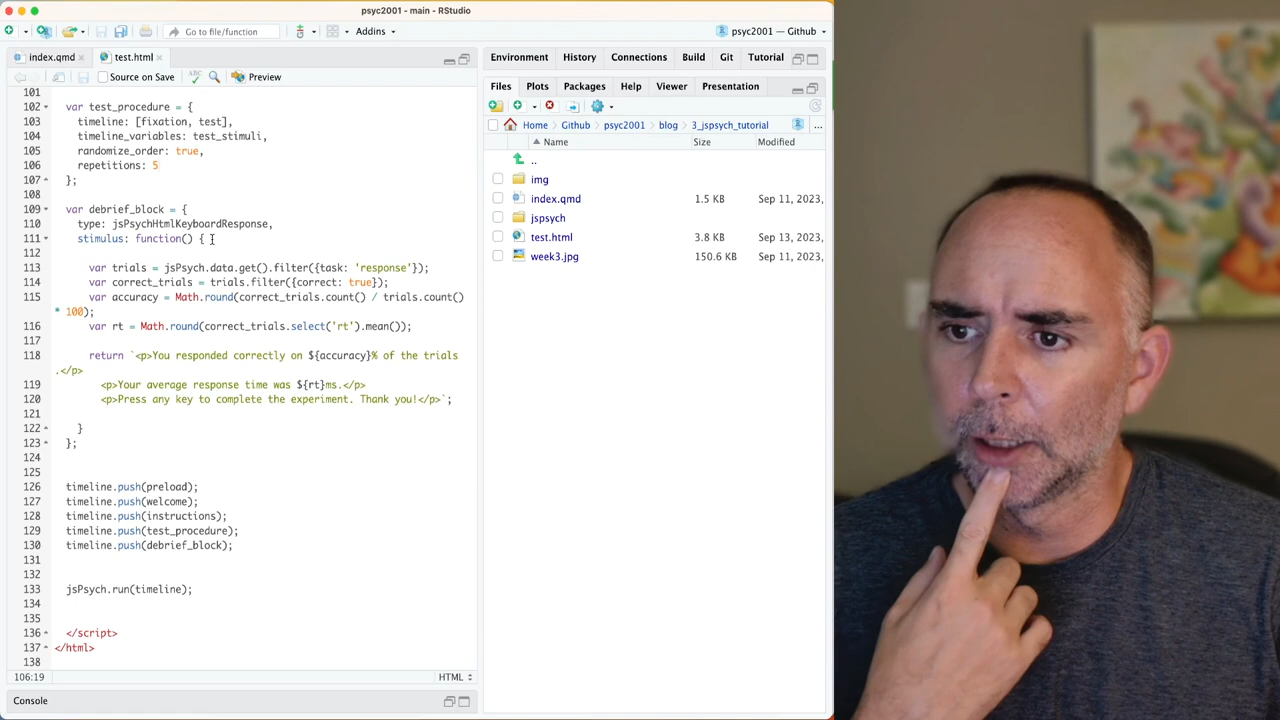 psyc2001 - main - RStudio
Go to file/function
Addins
psyc2001 — Github
index.qmd
test.html
Source on Save
ABC
Preview
101
102 var test_procedure = {
103 timeline: [fixation, test],
104 timeline_variables: test_stimuli,
105 randomize_order: true,
106 repetitions: 5
107 };
108
109 var debrief_block = {
110 type: jsPsychHtmlKeyboardResponse,
111 stimulus: function() {
112
113 var trials = jsPsych.data.get().filter({task: 'response'});
114 var correct_trials = trials.filter({correct: true});
115 var accuracy = Math.round(correct_trials.count() / trials.count()
* 100);
116 var rt = Math.round(correct_trials.select('rt').mean());
117
118 return `<p>You responded correctly on ${accuracy}% of the trials
.</p>
119 <p>Your average response time was ${rt}ms.</p>
120 <p>Press any key to complete the experiment. Thank you!</p>`;
121
122 }
123 };
124
125
126 timeline.push(preload);
127 timeline.push(welcome);
128 timeline.push(instructions);
129 timeline.push(test_procedure);
130 timeline.push(debrief_block);
131
132
133 jsPsych.run(timeline);
134
135
136 </script>
137 </html>
138
106:19
HTML
Console
Environment History Connections Build Git Tutorial
Files Plots Packages Help Viewer Presentation
Home Github psyc2001 blog 3_jspsych_tutorial ...
Name Size Modified
..
img
index.qmd 1.5 KB Sep 11, 2023,
jspsych
test.html 3.8 KB Sep 13, 2023,
week3.jpg 150.6 KB Sep 11, 2023,